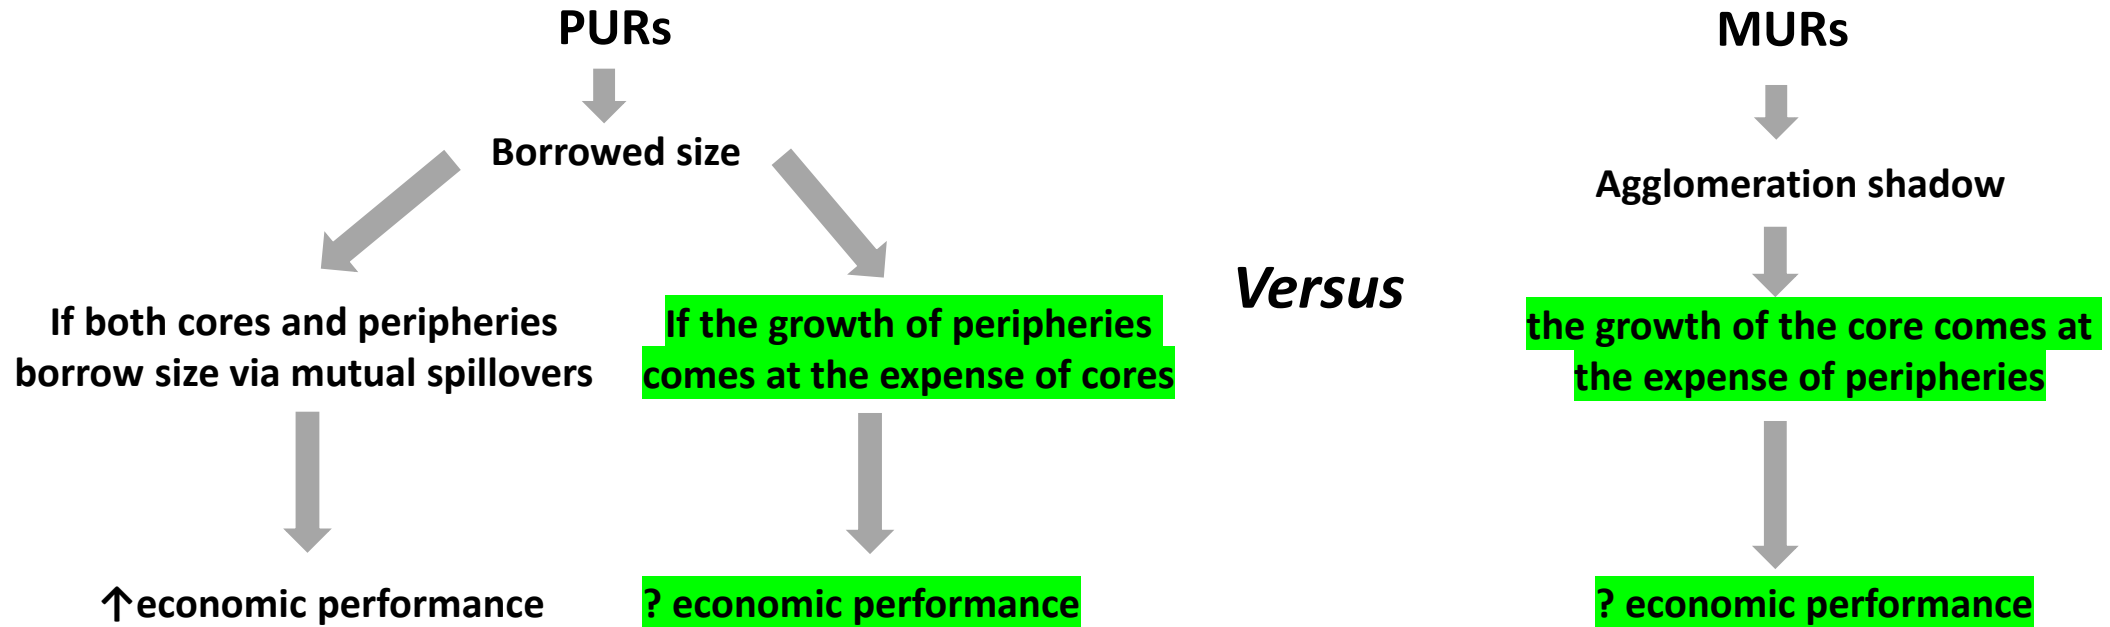 PURs
Borrowed size
If both cores and peripheries
borrow size via mutual spillovers
↑economic performance
If the growth of peripheries
comes at the expense of cores
? economic performance
Versus
MURs
Agglomeration shadow
the growth of the core comes at
the expense of peripheries
? economic performance